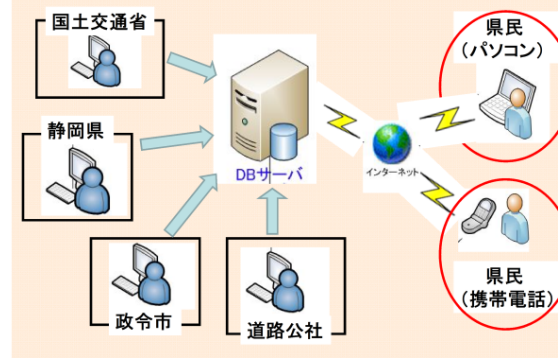 国土交通省
県民
(パソコン)
静岡県
DBサーバ
インターネット
政令市
道路公社
県民
(携帯電話)